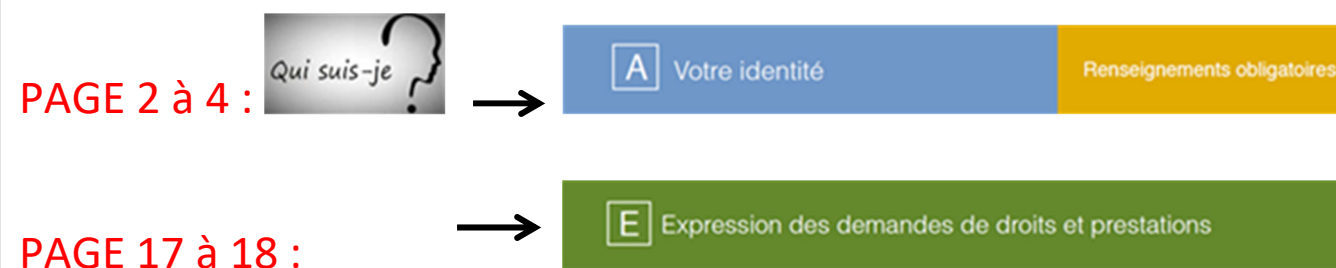 PAGE 2 à 4 :
Qui suis-je
A Votre identité
Renseignements obligatoires
E Expression des demandes de droits et prestations
PAGE 17 à 18 :